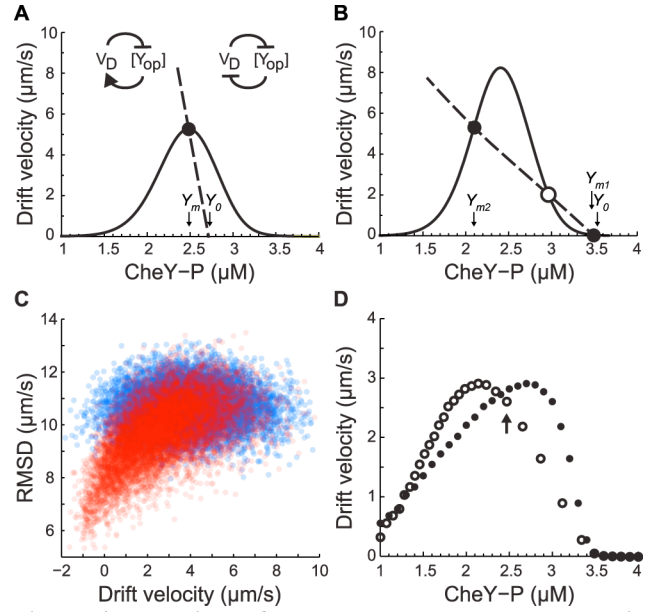 A
10
8
6
4
2
0
Drift velocity (µm/s)
V_D [Y_op]
V_D [Y_op]
Y_m Y_0
1 1.5 2 2.5 3 3.5 4
CheY−P (µM)
B
10
8
6
4
2
0
Drift velocity (µm/s)
Y_m2
Y_m1
Y_0
1 1.5 2 2.5 3 3.5 4
CheY−P (µM)
C
14
12
10
8
6
RMSD (µm/s)
−2 0 2 4 6 8 10
Drift velocity (µm/s)
D
4
3
2
1
0
Drift velocity (µm/s)
1 1.5 2 2.5 3 3.5 4
CheY−P (µM)